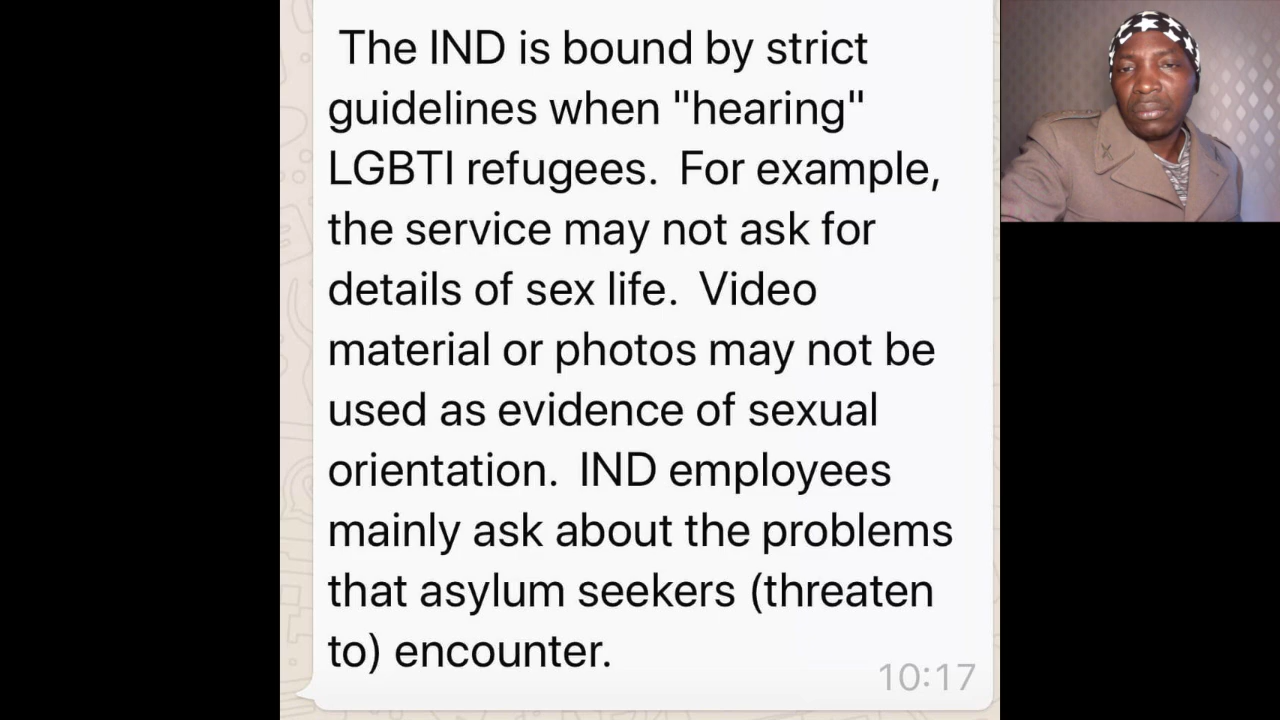 The IND is bound by strict
guidelines when "hearing"
LGBTI refugees.  For example,
the service may not ask for
details of sex life.  Video
material or photos may not be
used as evidence of sexual
orientation.  IND employees
mainly ask about the problems
that asylum seekers (threaten
to) encounter.
10:17